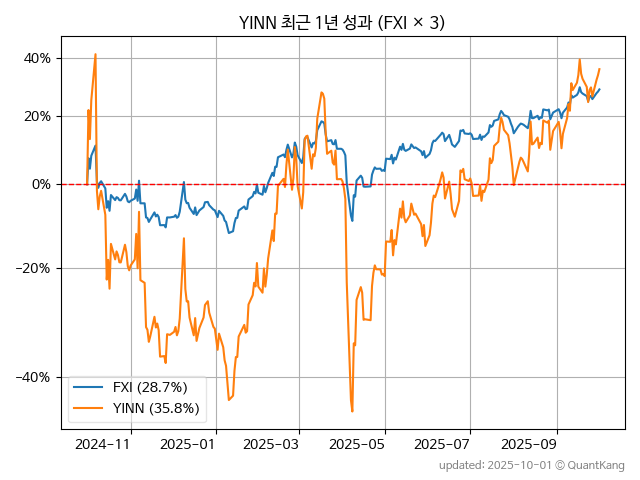 YINN 최근 1년 성과 (FXI × 3)
40%
20%
0%
−20%
−40%
FXI (28.7%)
YINN (35.8%)
2024−11 2025−01 2025−03 2025−05 2025−07 2025−09
updated: 2025-10-01 © QuantKang